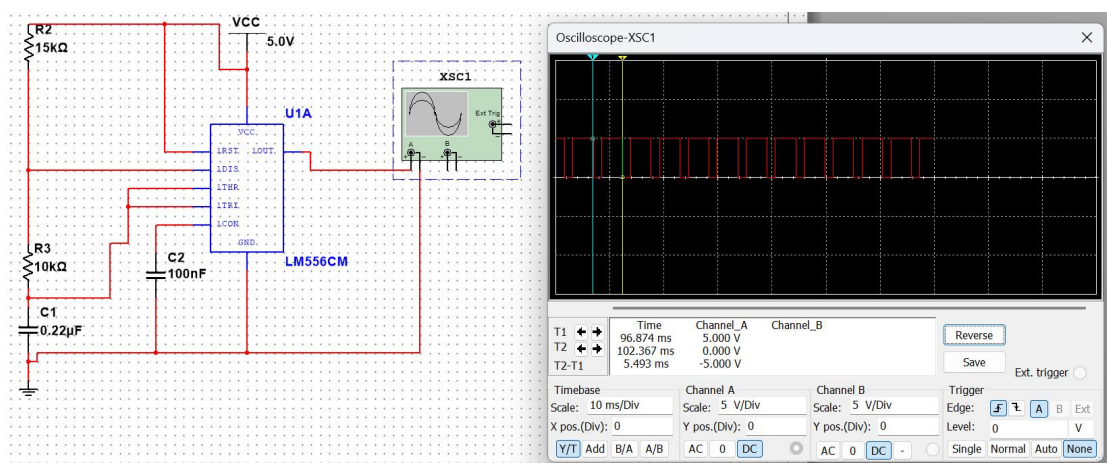 R2
15kΩ
VCC
5.0V
XSC1
Ext Trig
+
-
A
B
+ - + -
U1A
VCC
1RST 1OUT
1DIS
1THR
1TRI
1CON
GND
LM556CM
R3
10kΩ
C2
100nF
C1
0.22µF
Oscilloscope-XSC1
Time Channel_A Channel_B
T1 96.874 ms 5.000 V
T2 102.367 ms 0.000 V
T2-T1 5.493 ms -5.000 V
Reverse
Save
Ext. trigger
Timebase
Scale: 10 ms/Div
X pos.(Div): 0
Y/T Add B/A A/B
Channel A
Scale: 5 V/Div
Y pos.(Div): 0
AC 0 DC
Channel B
Scale: 5 V/Div
Y pos.(Div): 0
AC 0 DC -
Trigger
Edge: A B Ext
Level: 0 V
Single Normal Auto None